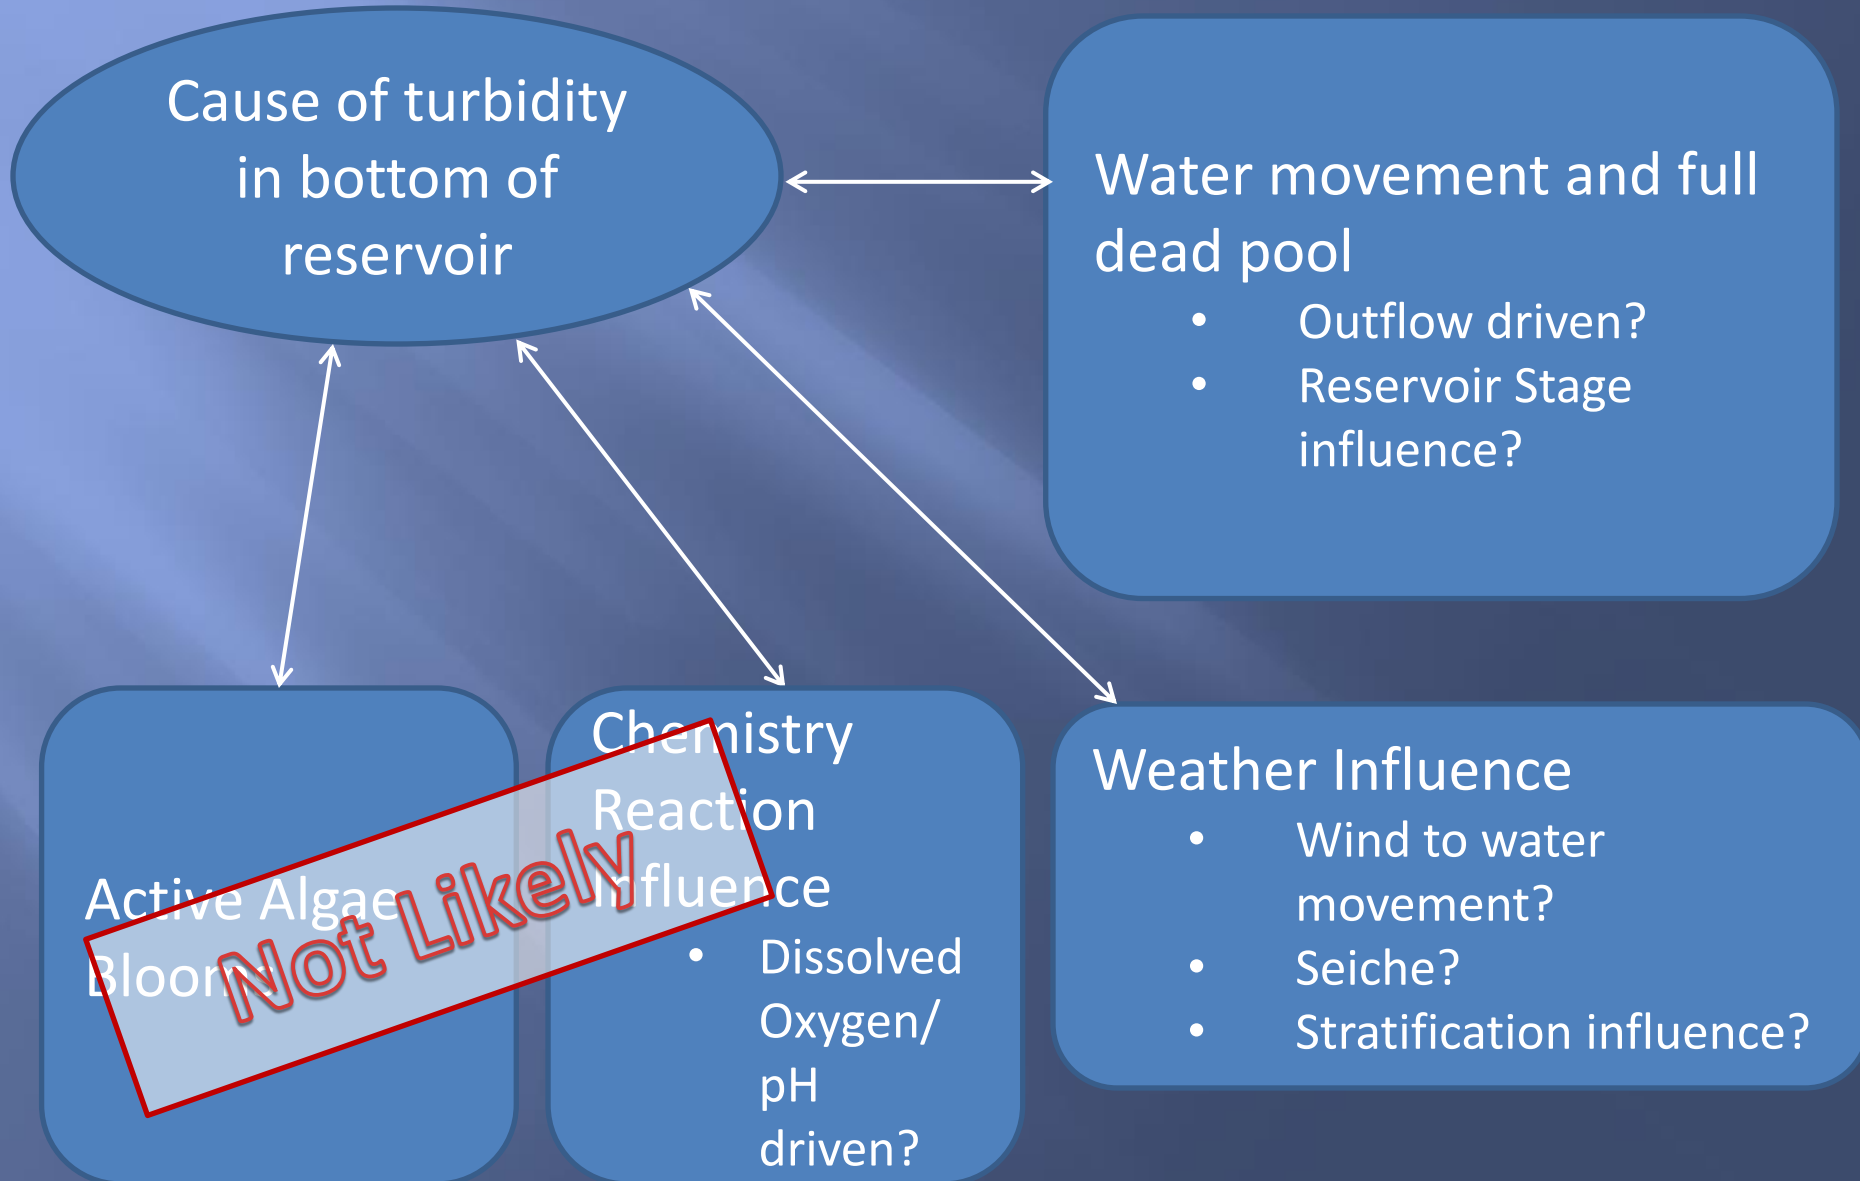 Cause of turbidity
in bottom of
reservoir
Water movement and full
dead pool
• Outflow driven?
• Reservoir Stage
influence?
Active Algae
Blooms
Chemistry
Reaction
Influence
• Dissolved
Oxygen/
pH
driven?
Not Likely
Weather Influence
• Wind to water
movement?
• Seiche?
• Stratification influence?